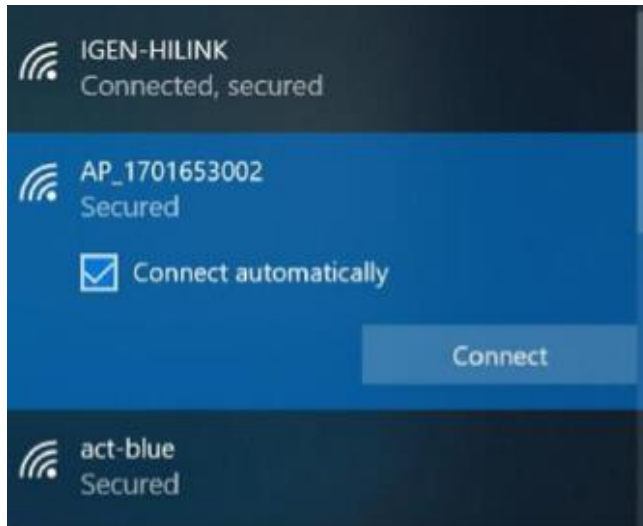 IGEN-HILINK
Connected, secured
AP_1701653002
Secured
Connect automatically
Connect
act-blue
Secured